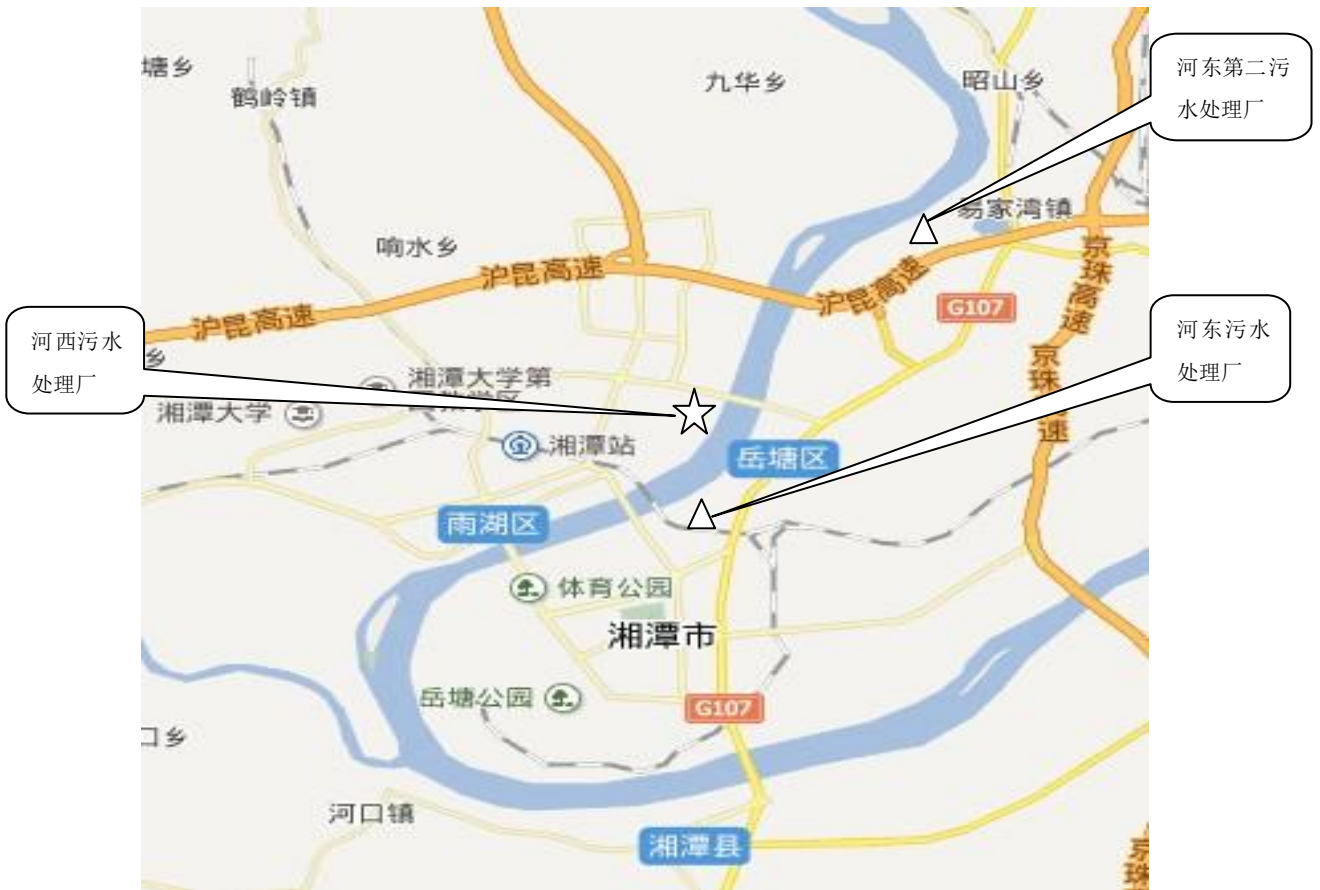 河东第二污
水处理厂
塘乡
鹤岭镇
九华乡
昭山乡
易家湾镇
响水乡
沪昆高速
沪昆高速
沪昆高速
京珠高速
G107
河西污水
处理厂
乡
河东污水
处理厂
湘潭大学第
湘潭大学
湘潭站
岳塘区
雨湖区
体育公园
湘潭市
岳塘公园
G107
口乡
河口镇
湘潭县
京珠